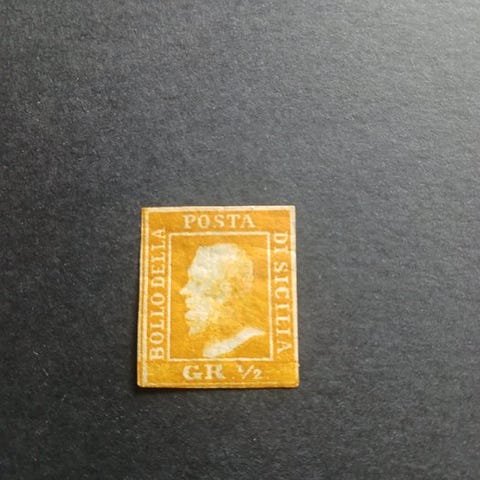 BOLLO DELLA
POSTA
DI SICILIA
GR. ½